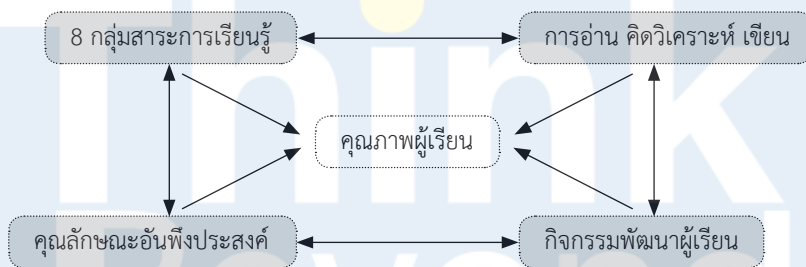 8 กลุ่มสาระการเรียนรู้
การอ่าน คิดวิเคราะห์ เขียน
คุณภาพผู้เรียน
คุณลักษณะอันพึงประสงค์
กิจกรรมพัฒนาผู้เรียน
Think
Beyond